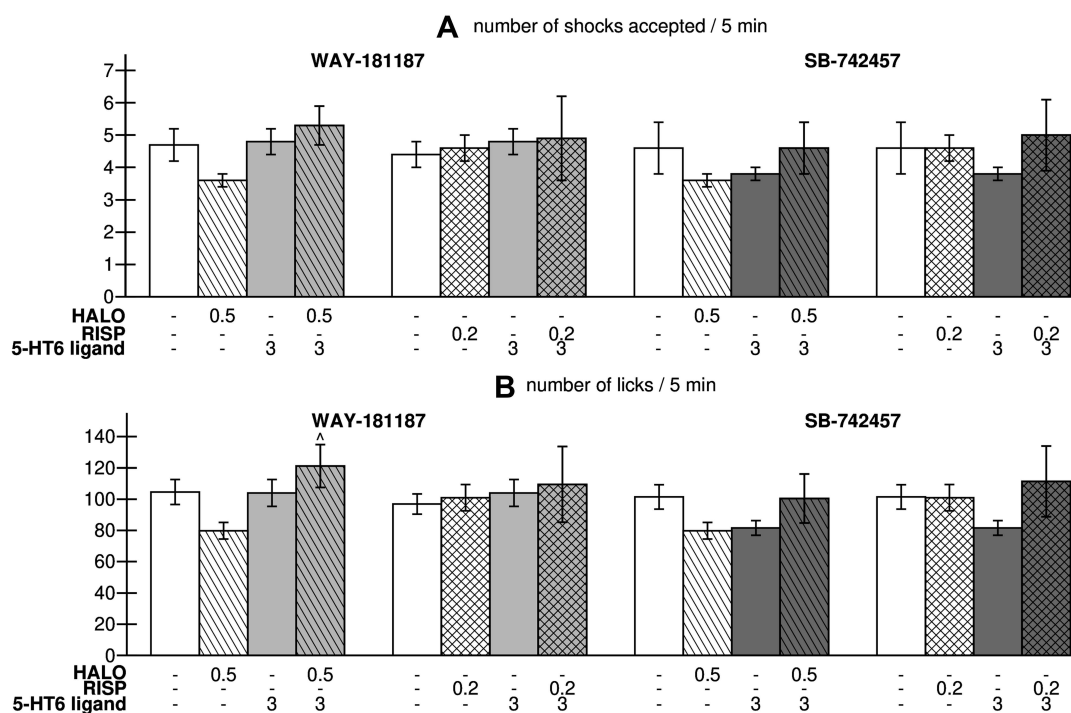 A number of shocks accepted / 5 min
WAY-181187 SB-742457
7
6
5
4
3
2
1
0
HALO - 0.5 - 0.5 - - - - - 0.5 - 0.5 - - - -
RISP - - - - - 0.2 - 0.2 - - - - - 0.2 - 0.2
5-HT6 ligand - - 3 3 - - 3 3 - - 3 3 - - 3 3
B number of licks / 5 min
WAY-181187 SB-742457
^
140
120
100
80
60
40
20
0
HALO - 0.5 - 0.5 - - - - - 0.5 - 0.5 - - - -
RISP - - - - - 0.2 - 0.2 - - - - - 0.2 - 0.2
5-HT6 ligand - - 3 3 - - 3 3 - - 3 3 - - 3 3